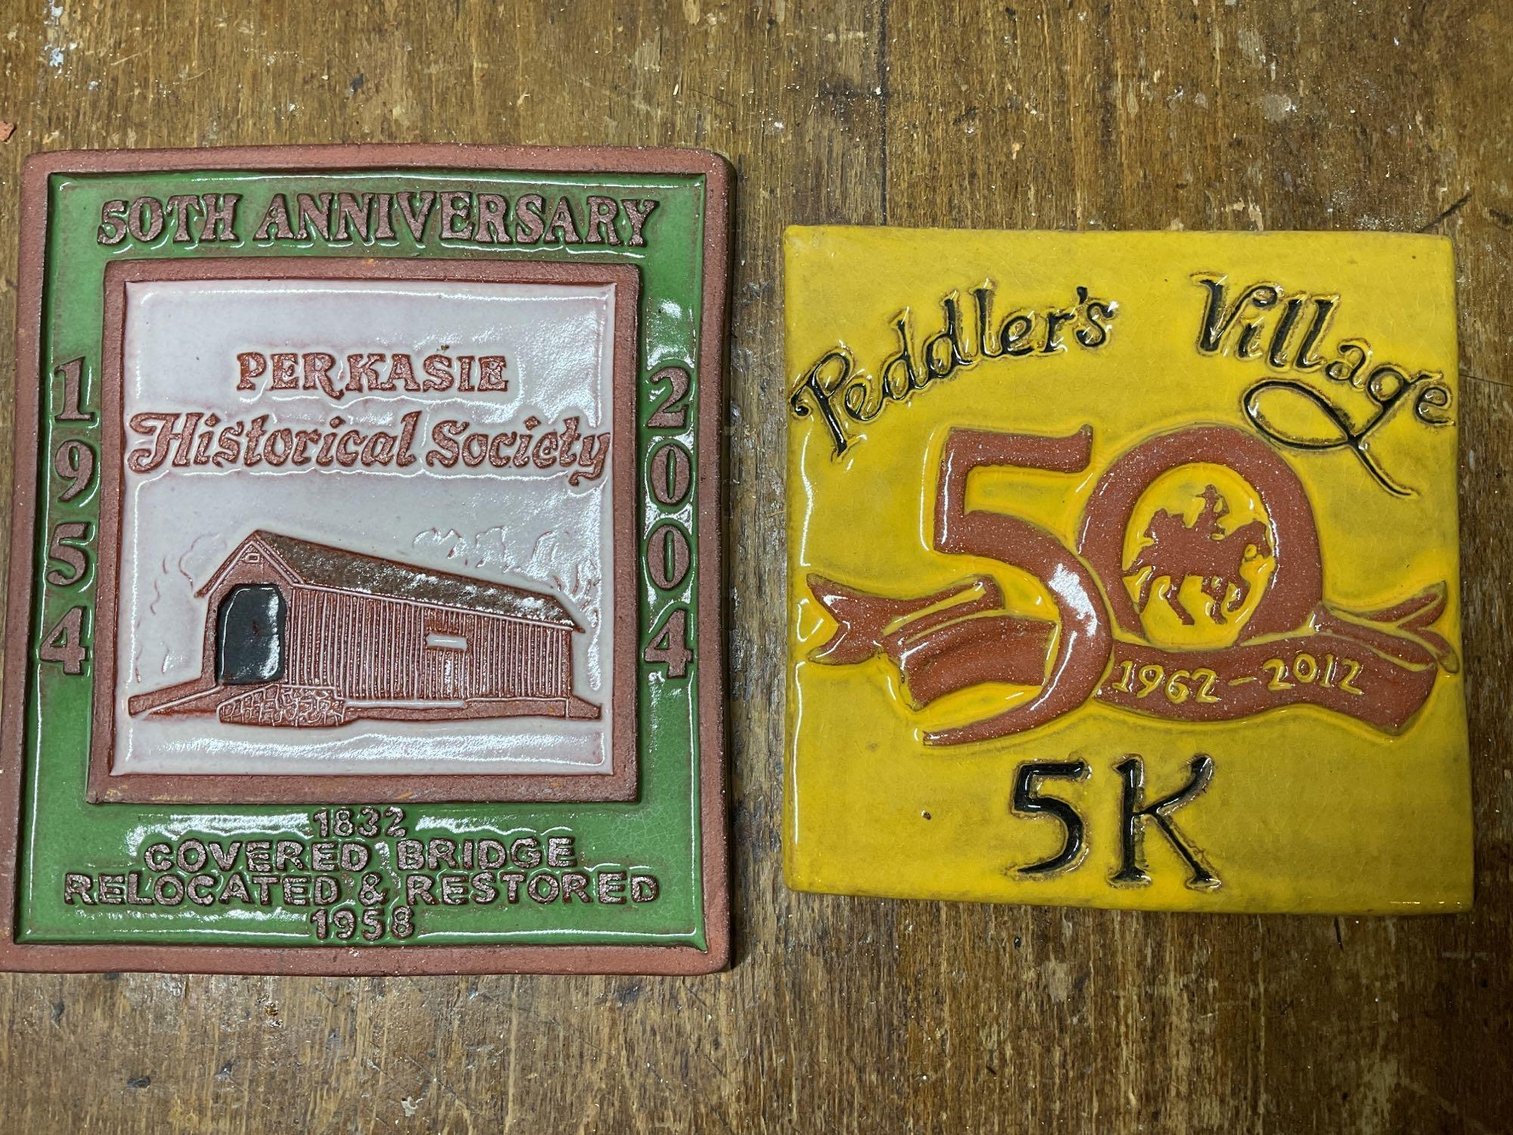 50TH ANNIVERSARY
1954
2004
PERKASIE
Historical Society
1832
COVERED BRIDGE
RELOCATED & RESTORED
1958
Peddler's Village
50
1962-2012
5K